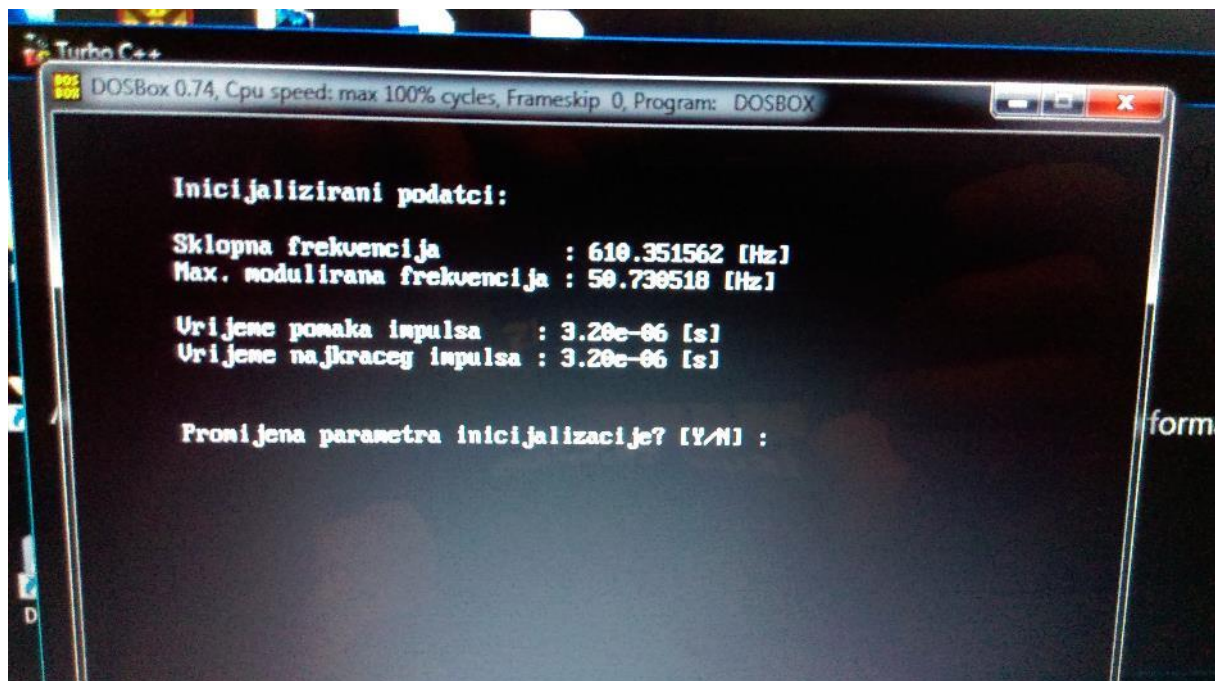 Turbo C++
DOS
BOX
DOSBox 0.74, Cpu speed: max 100% cycles, Frameskip 0, Program: DOSBOX
Inicijalizirani podatci:
Sklopna frekvencija : 610.351562 [Hz]
Max. modulirana frekvencija : 50.730518 [Hz]
Vrijeme pomaka impulsa : 3.20e-06 [s]
Vrijeme najkraceg impulsa : 3.20e-06 [s]
Promijena parametra inicijalizacije? [Y/N] :
form
D